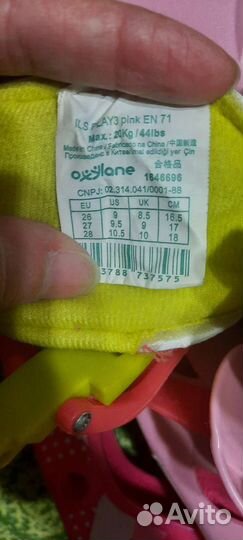 ILS PLAY3 pink EN 71
Max.: 20Kg / 44lbs
Made in China / Fabricado na China / 中国制造
Произведено в Китае/imal edildiği yer Çin
合格品
oxylane 1646696
CNPJ: 02.314.041/0001-88
EU US UK CM
26 9 8.5 16.5
27 9.5 9 17
28 10.5 10 18
3788 737575
Avito